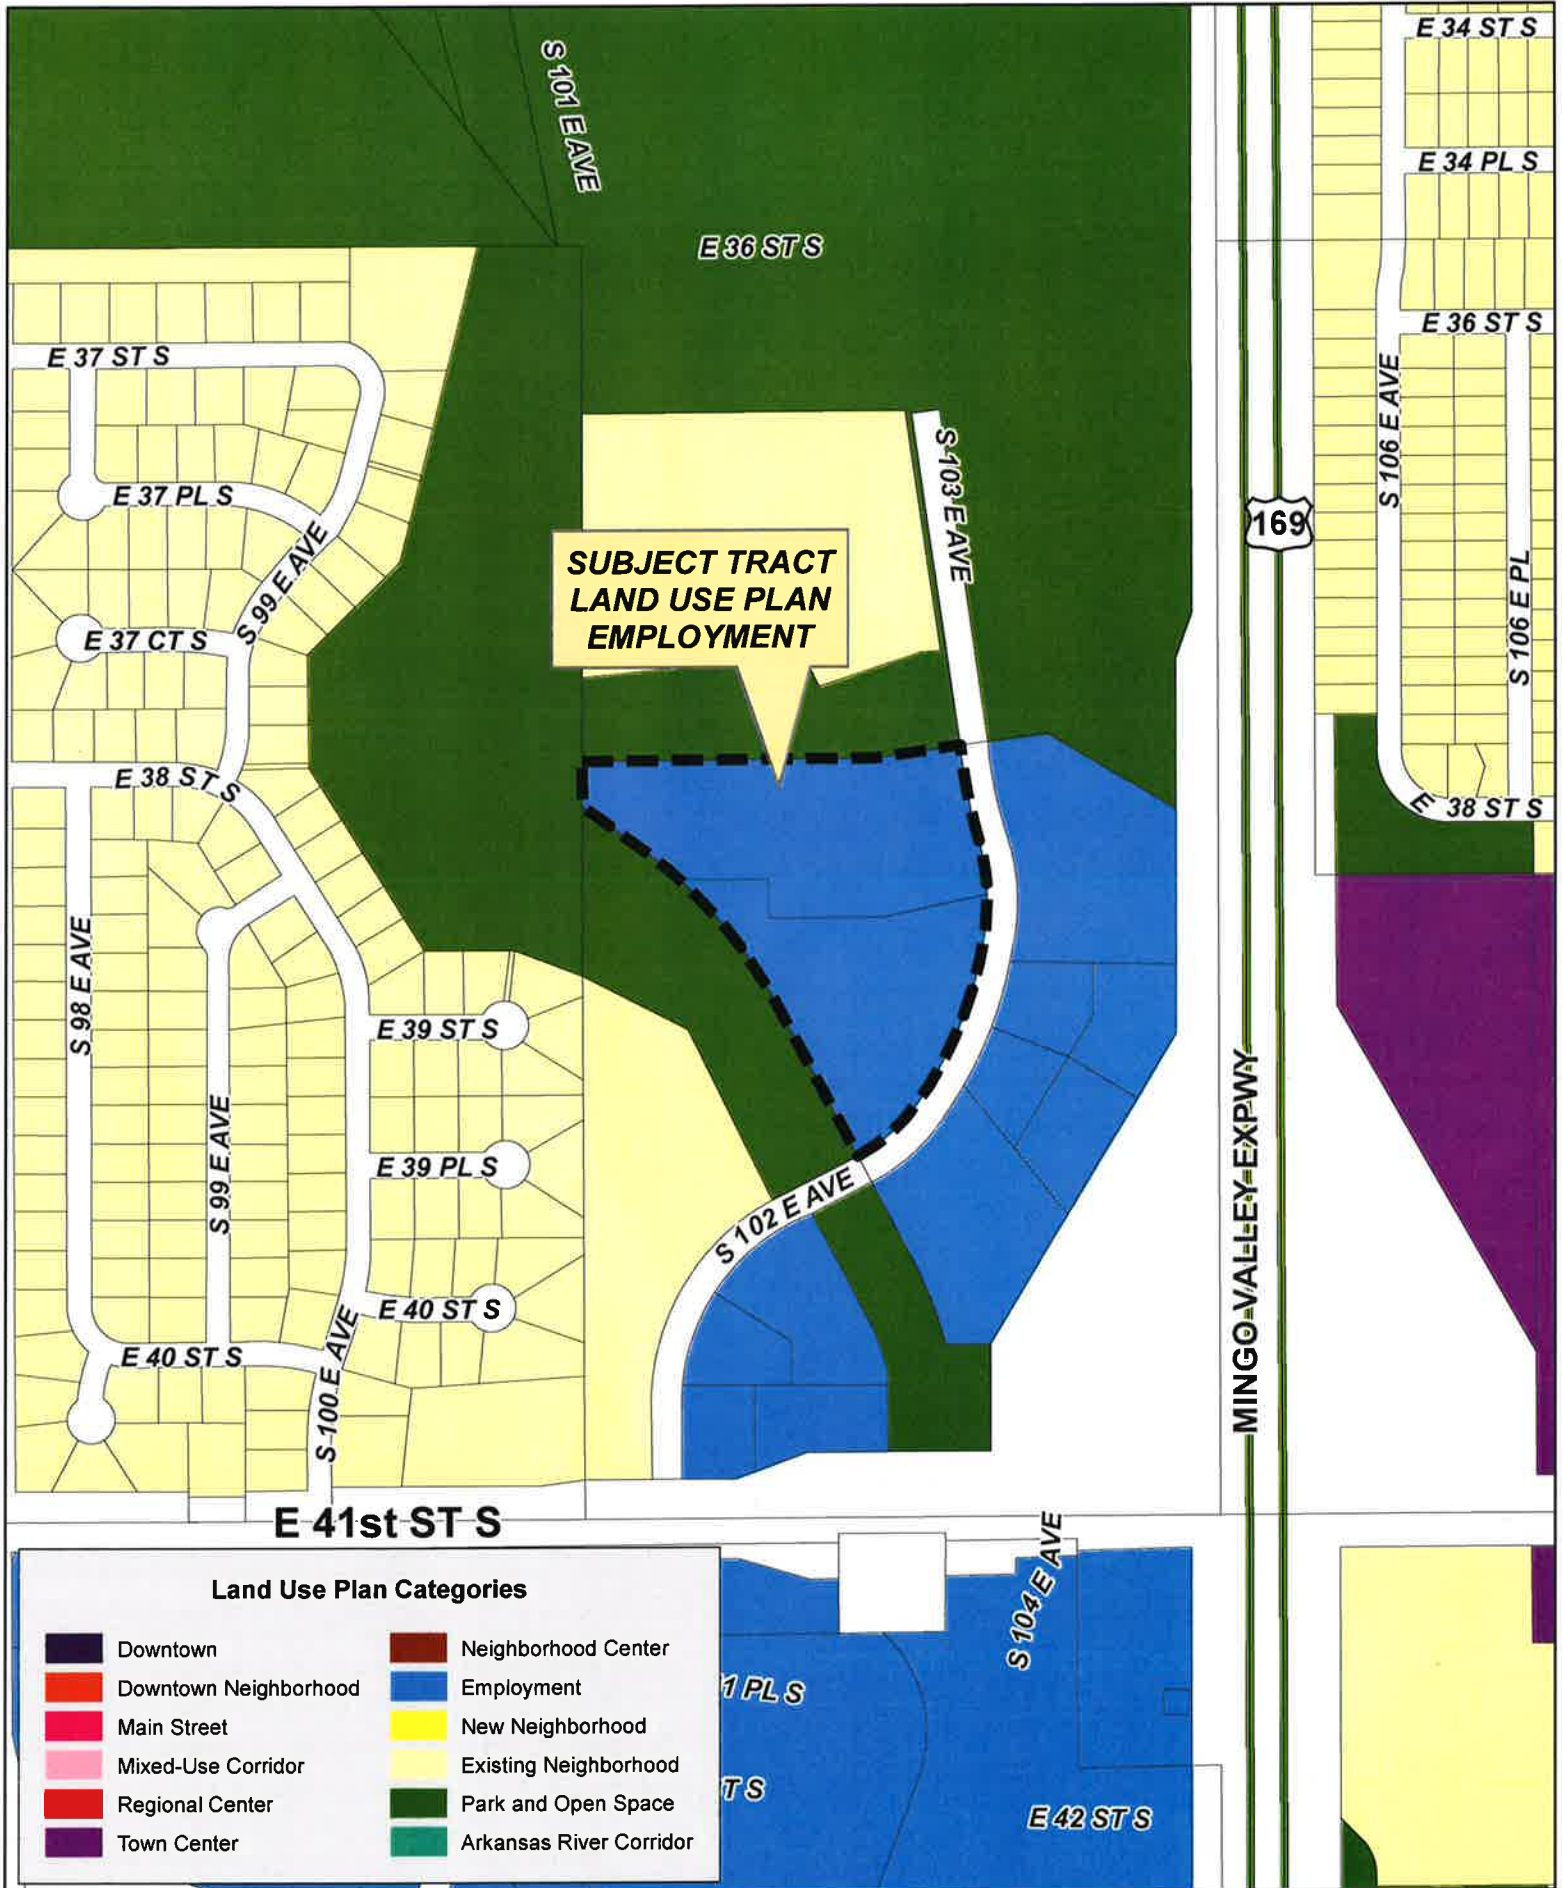 E 34 ST S
S 101 E AVE
E 34 PL S
E 36 ST S
E 36 ST S
E 37 ST S
S 106 E AVE
S 103 E AVE
E 37 PL S
169
S 99 E AVE
SUBJECT TRACT
LAND USE PLAN
EMPLOYMENT
S 106 E PL
E 37 CT S
E 38 ST S
E 38 ST S
S 98 E AVE
E 39 ST S
S 99 E AVE
E 39 PL S
MINGO VALLEY EXPWY
S 102 E AVE
E 40 ST S
E 40 ST S
S 100 E AVE
E 41st ST S
S 104 E AVE
Land Use Plan Categories
Downtown
Downtown Neighborhood
Main Street
Mixed-Use Corridor
Regional Center
Town Center
Neighborhood Center
Employment
New Neighborhood
Existing Neighborhood
Park and Open Space
Arkansas River Corridor
1 PL S
T S
E 42 ST S